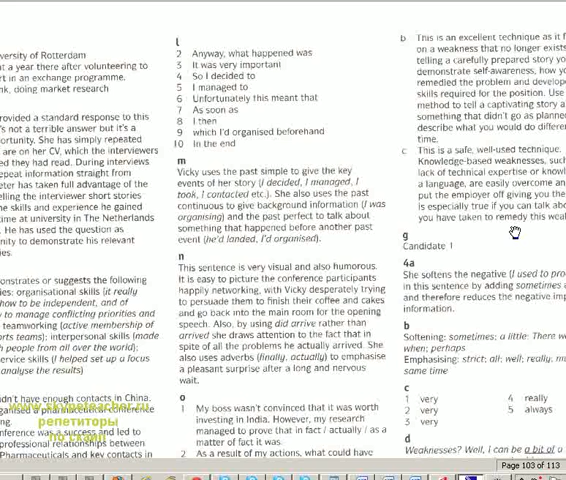 versity of Rotterdam
at a year there after volunteering to
rt in an exchange programme.
nk, doing market research
rovided a standard response to this
's not a terrible answer but it's a
ortunity. She has simply repeated
are on her CV, which the interviewers
ed they had read. During interviews
epeat information straight from
eter has taken full advantage of the
elling the interviewer short stories
he skills and experience he gained
time at university in The Netherlands
. He has used the question as
nity to demonstrate his relevant
ies
onstrates or suggests the following
ies: organisational skills (it really
how to be independent, and of
y to manage conflicting priorities and
teamworking (active membership of
orts teams); interpersonal skills (made
h people from all over the world);
ervice skills (I helped set up a focus
analyse the results)
dn't have enough contacts in China.
ganised a pharmaceutical conference
ng.
nference was a success and led to
professional relationships between
Pharmaceuticals and key contacts in
www.skypeteacher.ru
репетиторы
по скайп
l
2 Anyway, what happened was
3 It was very important
4 So I decided to
5 I managed to
6 Unfortunately this meant that
7 As soon as
8 I then
9 which I'd organised beforehand
10 In the end
m
Vicky uses the past simple to give the key
events of her story (I decided, I managed, I
took, I contacted etc.). She also uses the past
continuous to give background information (I was
organising) and the past perfect to talk about
something that happened before another past
event (he'd landed, I'd organised).
n
This sentence is very visual and also humorous.
It is easy to picture the conference participants
happily networking, with Vicky desperately trying
to persuade them to finish their coffee and cakes
and go back into the main room for the opening
speech. Also, by using did arrive rather than
arrived she draws attention to the fact that in
spite of all the problems he actually arrived. She
also uses adverbs (finally, actually) to emphasise
a pleasant surprise after a long and nervous
wait.
o
1 My boss wasn't convinced that it was worth
investing in India. However, my research
managed to prove that in fact / actually / as a
matter of fact it was.
2 As a result of my actions, what could have
b This is an excellent technique as it f
on a weakness that no longer exists
telling a carefully prepared story yo
demonstrate self-awareness, how yo
remedied the problem and develope
skills required for the position. Use
method to tell a captivating story a
something that didn't go as planne
describe what you would do differe
time.
c This is a safe, well-used technique.
Knowledge-based weaknesses, such
lack of technical expertise or knowl
a language, are easily overcome an
put the employer off giving you the
is especially true if you can talk abo
you have taken to remedy this weal
g
Candidate 1
4a
She softens the negative (I used to pro
in this sentence by adding sometimes a
and therefore reduces the negative imp
information.
b
Softening: sometimes; a little; There w
when; perhaps
Emphasising: strict; all; well; really; m
same time
c
1 very 4 really
2 very 5 always
3 very
d
Weaknesses? Well, I can be a bit of a
Page 103 of 113